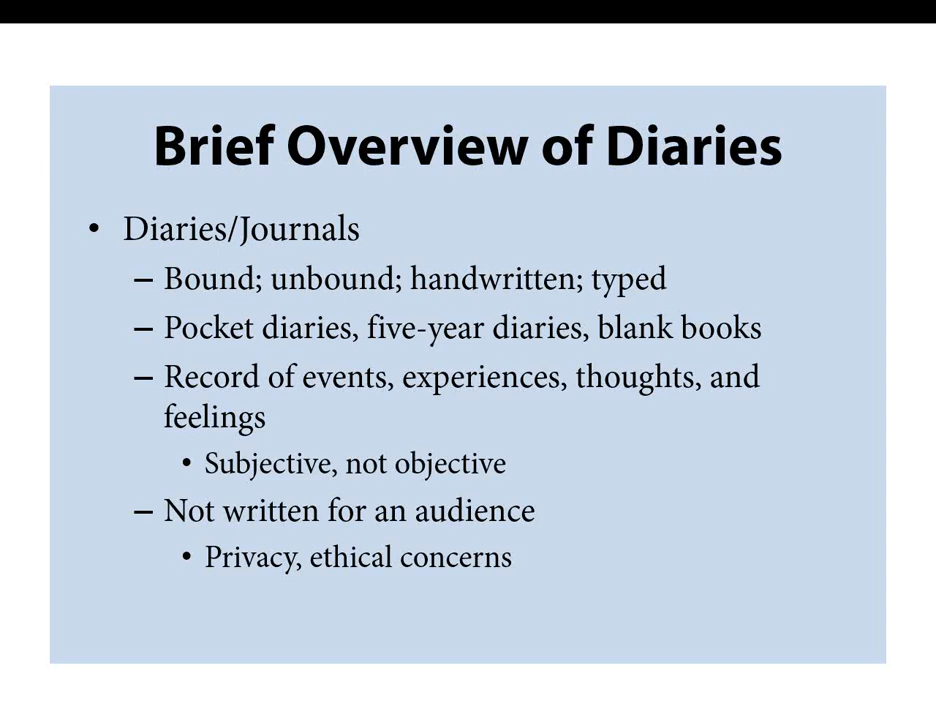 Brief Overview of Diaries
• Diaries/Journals
– Bound; unbound; handwritten; typed
– Pocket diaries, five-year diaries, blank books
– Record of events, experiences, thoughts, and
feelings
• Subjective, not objective
– Not written for an audience
• Privacy, ethical concerns